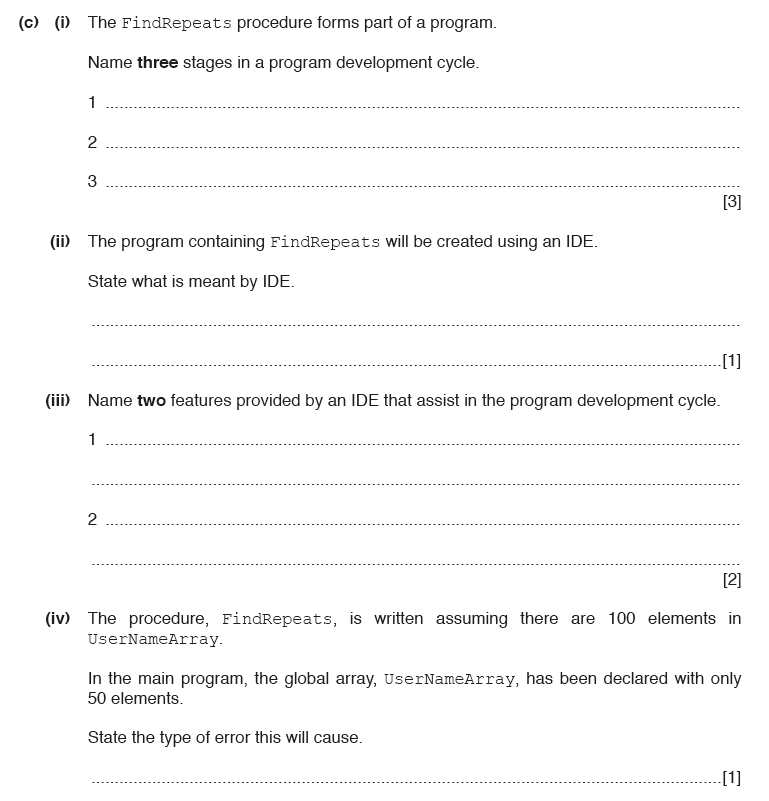 (c) (i) The FindRepeats procedure forms part of a program.
Name three stages in a program development cycle.
1 ..........................................................................................................................................
2 ..........................................................................................................................................
3 ..........................................................................................................................................
[3]
(ii) The program containing FindRepeats will be created using an IDE.
State what is meant by IDE.
..........................................................................................................................................
.....................................................................................................................................[1]
(iii) Name two features provided by an IDE that assist in the program development cycle.
1 ..........................................................................................................................................
..........................................................................................................................................
2 ..........................................................................................................................................
..........................................................................................................................................
[2]
(iv) The procedure, FindRepeats, is written assuming there are 100 elements in
UserNameArray.
In the main program, the global array, UserNameArray, has been declared with only
50 elements.
State the type of error this will cause.
.....................................................................................................................................[1]